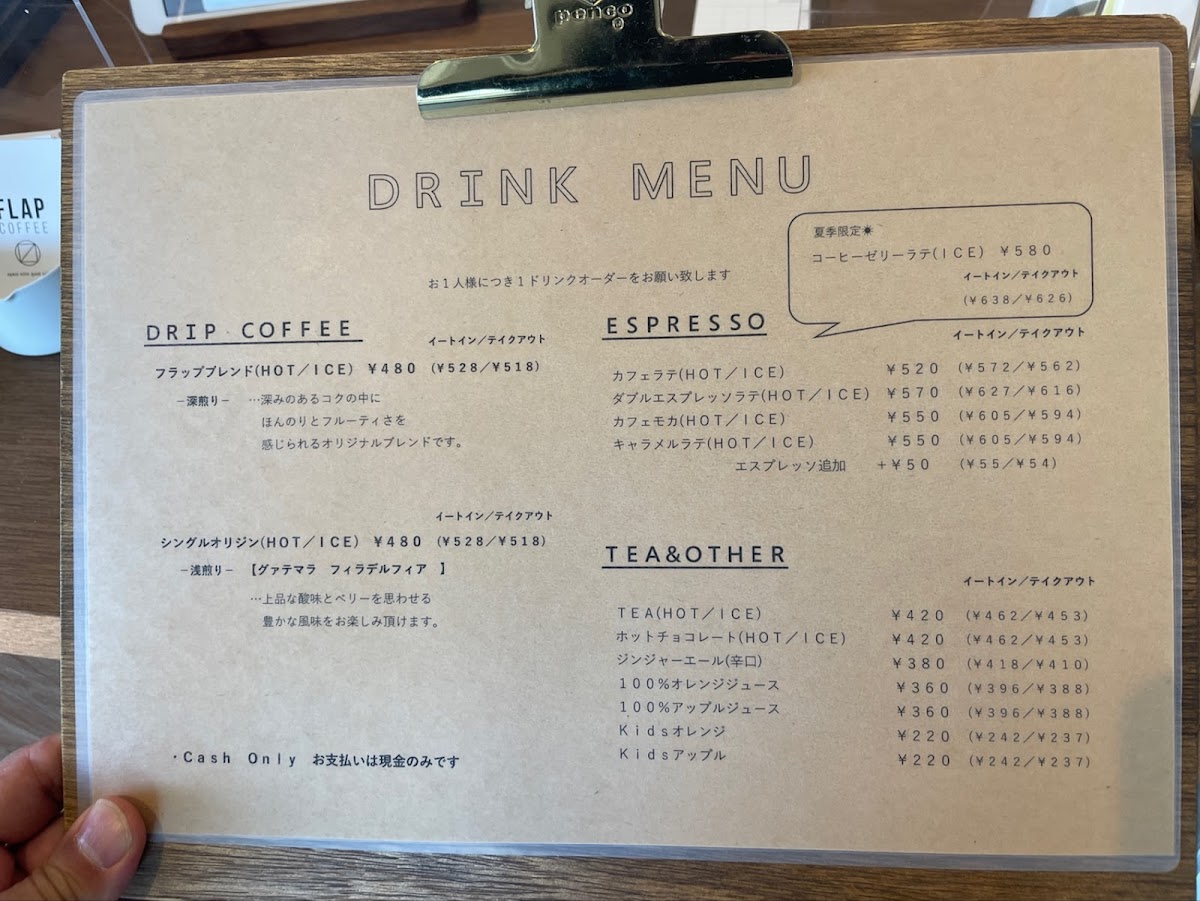 penco
FLAP
COFFEE
DRINK MENU
夏季限定☀
コーヒーゼリーラテ(ICE) ¥580
イートイン/テイクアウト
(¥638/¥626)
お1人様につき1ドリンクオーダーをお願い致します
DRIP COFFEE
イートイン/テイクアウト
フラップブレンド(HOT/ICE) ¥480 (¥528/¥518)
−深煎り− …深みのあるコクの中に
ほんのりとフルーティさを
感じられるオリジナルブレンドです。
イートイン/テイクアウト
シングルオリジン(HOT/ICE) ¥480 (¥528/¥518)
−浅煎り− 【グァテマラ フィラデルフィア 】
…上品な酸味とベリーを思わせる
豊かな風味をお楽しみ頂けます。
・Cash Only お支払いは現金のみです
ESPRESSO
イートイン/テイクアウト
カフェラテ(HOT/ICE) ¥520 (¥572/¥562)
ダブルエスプレッソラテ(HOT/ICE) ¥570 (¥627/¥616)
カフェモカ(HOT/ICE) ¥550 (¥605/¥594)
キャラメルラテ(HOT/ICE) ¥550 (¥605/¥594)
エスプレッソ追加 +¥50 (¥55/¥54)
TEA&OTHER
イートイン/テイクアウト
TEA(HOT/ICE) ¥420 (¥462/¥453)
ホットチョコレート(HOT/ICE) ¥420 (¥462/¥453)
ジンジャーエール(辛口) ¥380 (¥418/¥410)
100%オレンジジュース ¥360 (¥396/¥388)
100%アップルジュース ¥360 (¥396/¥388)
Kidsオレンジ ¥220 (¥242/¥237)
Kidsアップル ¥220 (¥242/¥237)